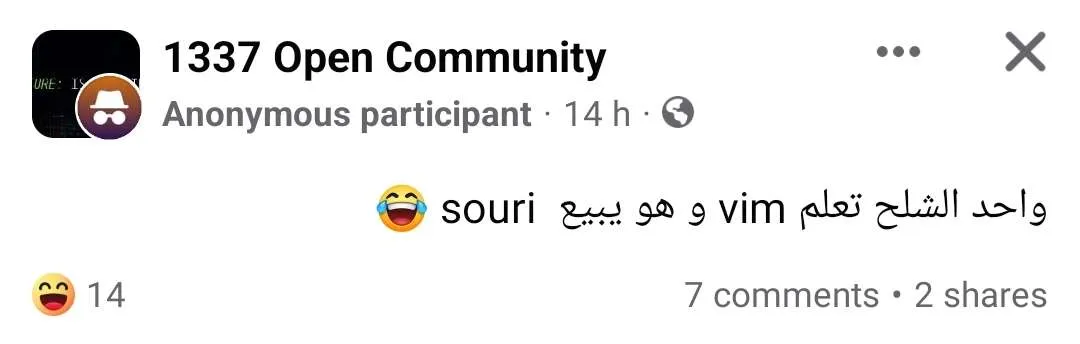 URE: IS
1337 Open Community
Anonymous participant · 14 h ·
واحد الشلح تعلم vim و هو يبيع souri 😂
14
7 comments • 2 shares